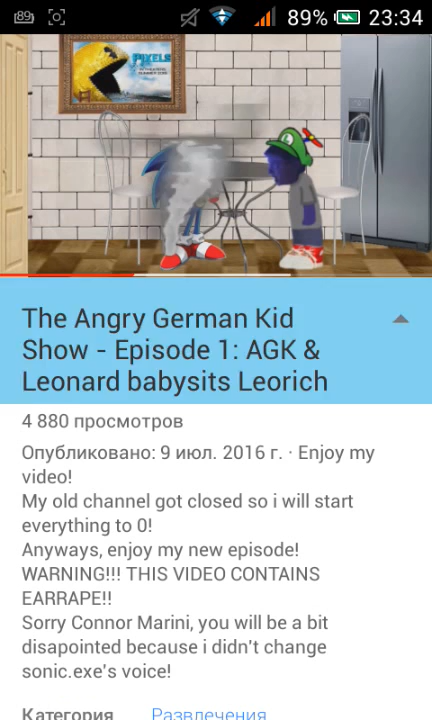 89 89% 23:34
PIXELS
The Angry German Kid
Show - Episode 1: AGK &
Leonard babysits Leorich
4 880 просмотров
Опубликовано: 9 июл. 2016 г. · Enjoy my
video!
My old channel got closed so i will start
everything to 0!
Anyways, enjoy my new episode!
WARNING!!! THIS VIDEO CONTAINS
EARRAPE!!
Sorry Connor Marini, you will be a bit
disapointed because i didn't change
sonic.exe's voice!
Категория Развлечения